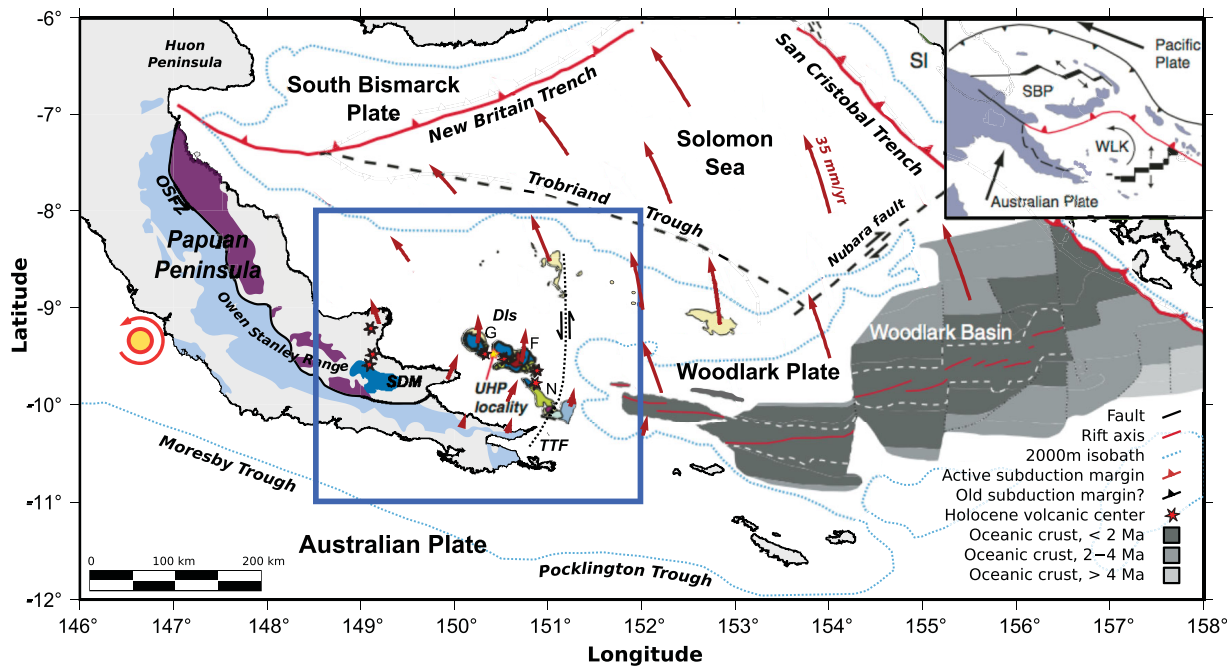 -6°
-7°
-8°
-9°
-10°
-11°
-12°
Latitude
Huon
Peninsula
South Bismarck
Plate
New Britain Trench
San Cristobal Trench
SI
Solomon
Sea
35 mm/yr
Trobriand
Trough
Nubara fault
Pacific
Plate
SBP
WLK
Australian Plate
OSFZ
Papuan
Peninsula
Owen Stanley Range
SDM
DIs
G
F
N
UHP
locality
TTF
Woodlark Basin
Woodlark Plate
Moresby Trough
Australian Plate
Pocklington Trough
0 100 km 200 km
Fault
Rift axis
2000m isobath
Active subduction margin
Old subduction margin?
Holocene volcanic center
Oceanic crust, < 2 Ma
Oceanic crust, 2−4 Ma
Oceanic crust, > 4 Ma
146° 147° 148° 149° 150° 151° 152° 153° 154° 155° 156° 157° 158°
Longitude